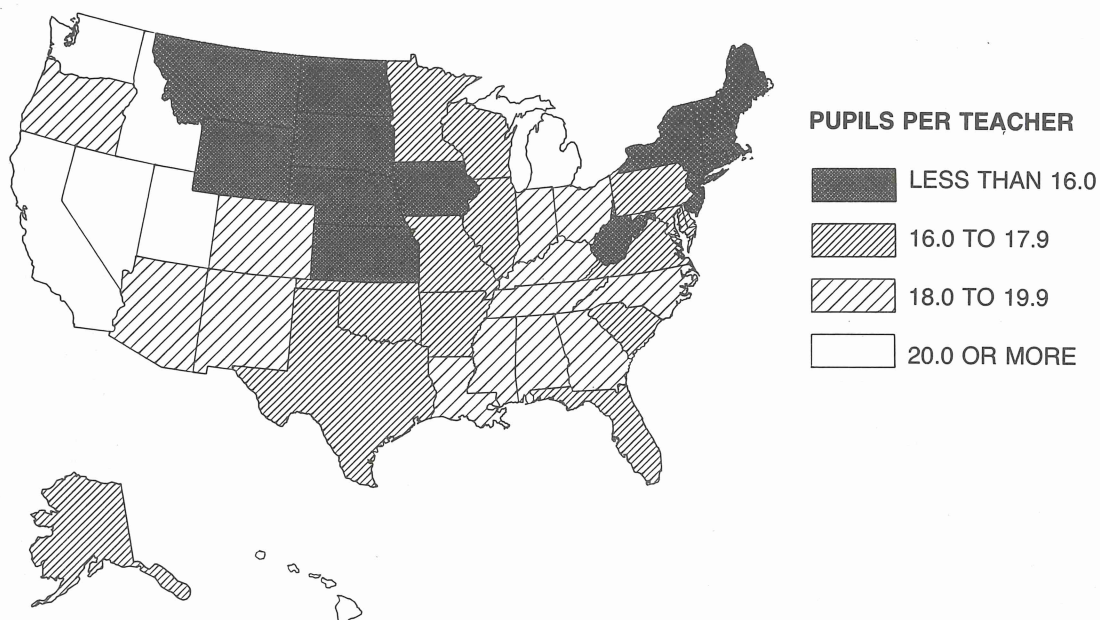 PUPILS PER TEACHER
LESS THAN 16.0
16.0 TO 17.9
18.0 TO 19.9
20.0 OR MORE